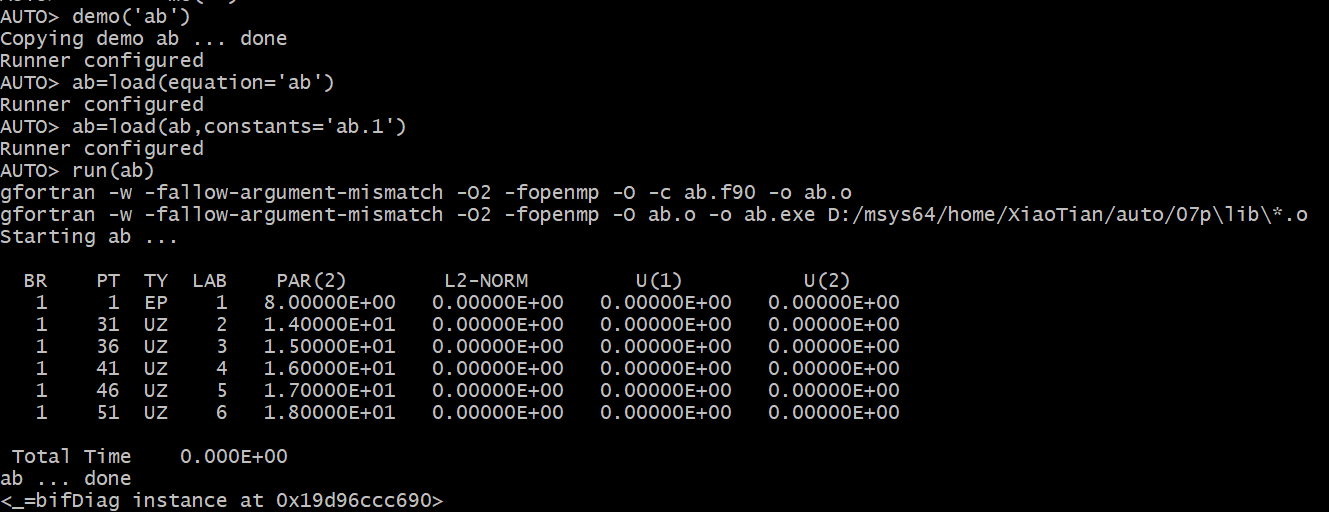 AUTO> demo('ab')
Copying demo ab ... done
Runner configured
AUTO> ab=load(equation='ab')
Runner configured
AUTO> ab=load(ab,constants='ab.1')
Runner configured
AUTO> run(ab)
gfortran -w -fallow-argument-mismatch -O2 -fopenmp -O -c ab.f90 -o ab.o
gfortran -w -fallow-argument-mismatch -O2 -fopenmp -O ab.o -o ab.exe D:/msys64/home/XiaoTian/auto/07p\lib\*.o
Starting ab ...

  BR    PT  TY  LAB    PAR(2)        L2-NORM         U(1)          U(2)
   1     1  EP    1   8.00000E+00   0.00000E+00   0.00000E+00   0.00000E+00
   1    31  UZ    2   1.40000E+01   0.00000E+00   0.00000E+00   0.00000E+00
   1    36  UZ    3   1.50000E+01   0.00000E+00   0.00000E+00   0.00000E+00
   1    41  UZ    4   1.60000E+01   0.00000E+00   0.00000E+00   0.00000E+00
   1    46  UZ    5   1.70000E+01   0.00000E+00   0.00000E+00   0.00000E+00
   1    51  UZ    6   1.80000E+01   0.00000E+00   0.00000E+00   0.00000E+00

 Total Time    0.000E+00
ab ... done
<_=bifDiag instance at 0x19d96ccc690>